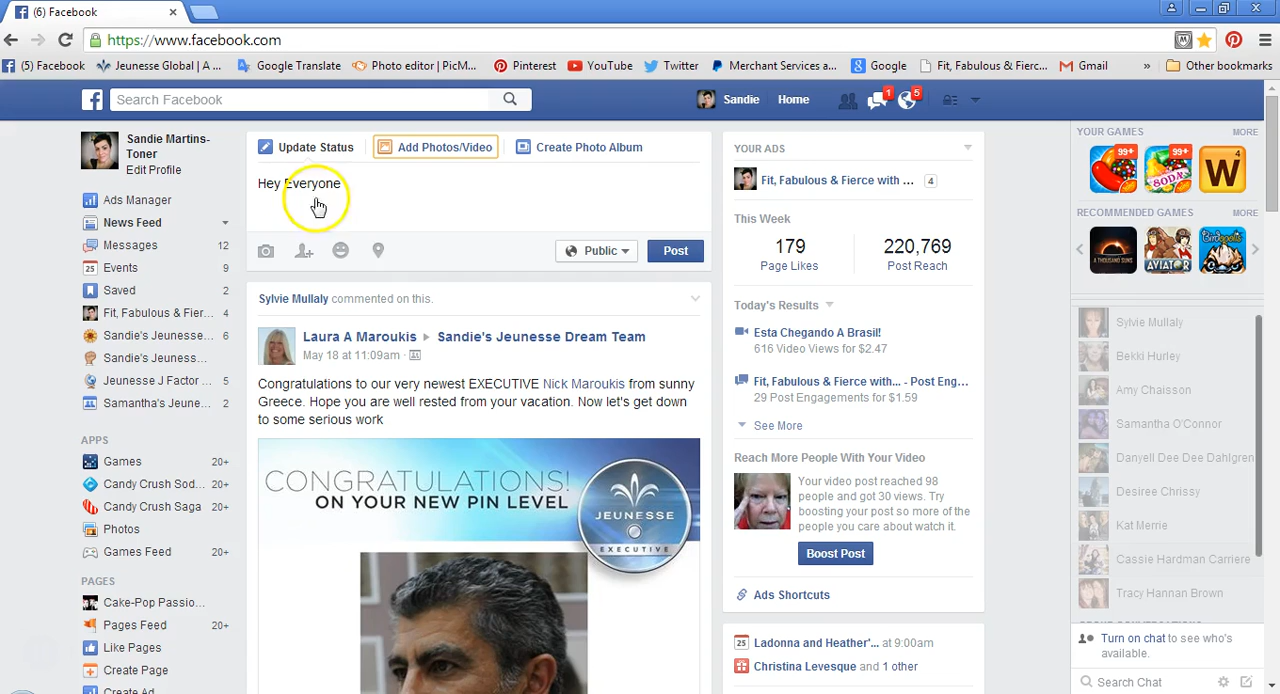 (6) Facebook
https://www.facebook.com
(5) Facebook
Jeunesse Global | A ...
Google Translate
Photo editor | PicM...
Pinterest
YouTube
Twitter
Merchant Services a...
Google
Fit, Fabulous & Fierc...
Gmail
»
Other bookmarks
Search Facebook
Sandie
Home
1
5
Sandie Martins-
Toner
Edit Profile
Ads Manager
News Feed
Messages 12
Events 9
Saved 2
Fit, Fabulous & Fier... 4
Sandie's Jeunesse... 6
Sandie's Jeuness...
Jeunesse J Factor ... 5
Samantha's Jeune... 2
APPS
Games 20+
Candy Crush Sod... 20+
Candy Crush Saga 20+
Photos
Games Feed 20+
PAGES
Cake-Pop Passio...
Pages Feed 20+
Like Pages
Create Page
Create Ad
Update Status
Add Photos/Video
Create Photo Album
Hey Everyone
Public
Post
Sylvie Mullaly commented on this.
Laura A Maroukis
Sandie's Jeunesse Dream Team
May 18 at 11:09am ·
Congratulations to our very newest EXECUTIVE Nick Maroukis from sunny
Greece. Hope you are well rested from your vacation. Now let's get down
to some serious work
CONGRATULATIONS!
ON YOUR NEW PIN LEVEL
JEUNESSE
EXECUTIVE
YOUR ADS
Fit, Fabulous & Fierce with ... 4
This Week
179
Page Likes
220,769
Post Reach
Today's Results
Esta Chegando A Brasil!
616 Video Views for $2.47
Fit, Fabulous & Fierce with... - Post Eng...
29 Post Engagements for $1.59
See More
Reach More People With Your Video
Your video post reached 98
people and got 30 views. Try
boosting your post so more of the
people you care about watch it.
Boost Post
Ads Shortcuts
25
Ladonna and Heather'... at 9:00am
Christina Levesque and 1 other
YOUR GAMES MORE
99+
99+
SODA
W
4
RECOMMENDED GAMES MORE
A THOUSAND SUNS
AVIATOR
Sylvie Mullaly
Bekki Hurley
Amy Chaisson
Samantha O'Connor
Danyell Dee Dee Dahlgren
Desiree Chrissy
Kat Merrie
Cassie Hardman Carriere
Tracy Hannan Brown
Turn on chat to see who's
available.
Search Chat